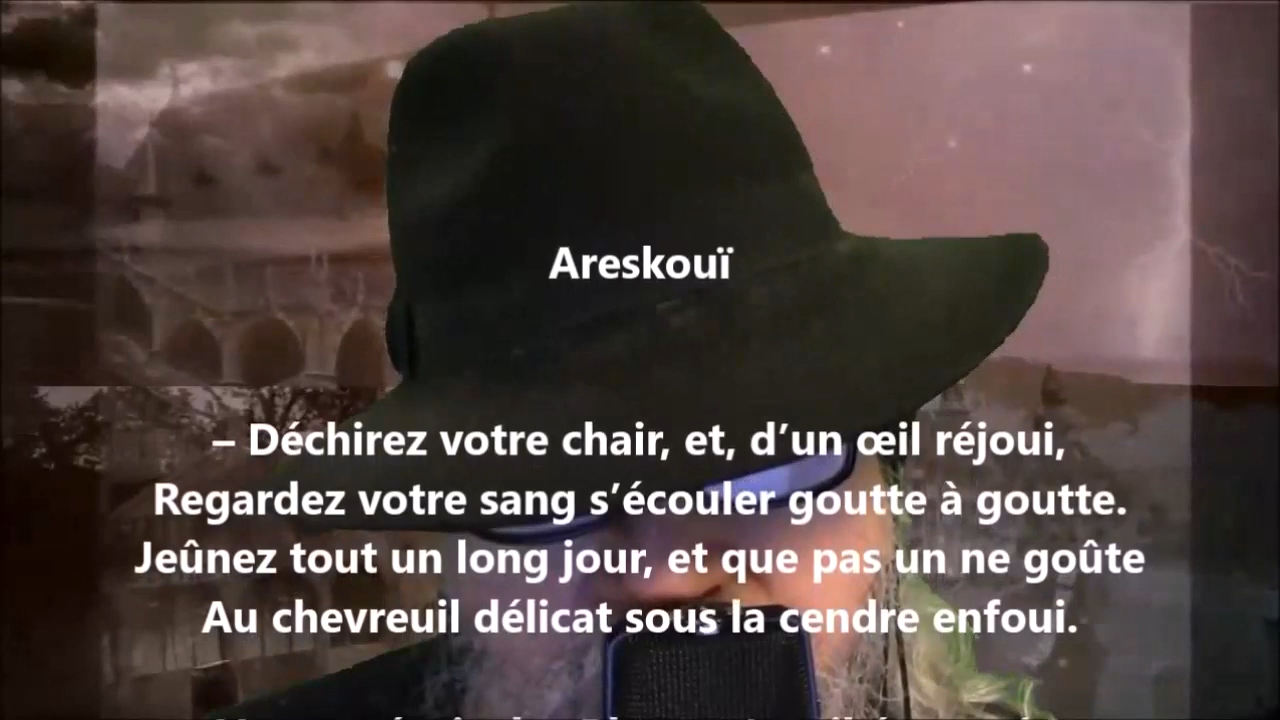 Areskouï
– Déchirez votre chair, et, d’un œil réjoui,
Regardez votre sang s’écouler goutte à goutte.
Jeûnez tout un long jour, et que pas un ne goûte
Au chevreuil délicat sous la cendre enfoui.